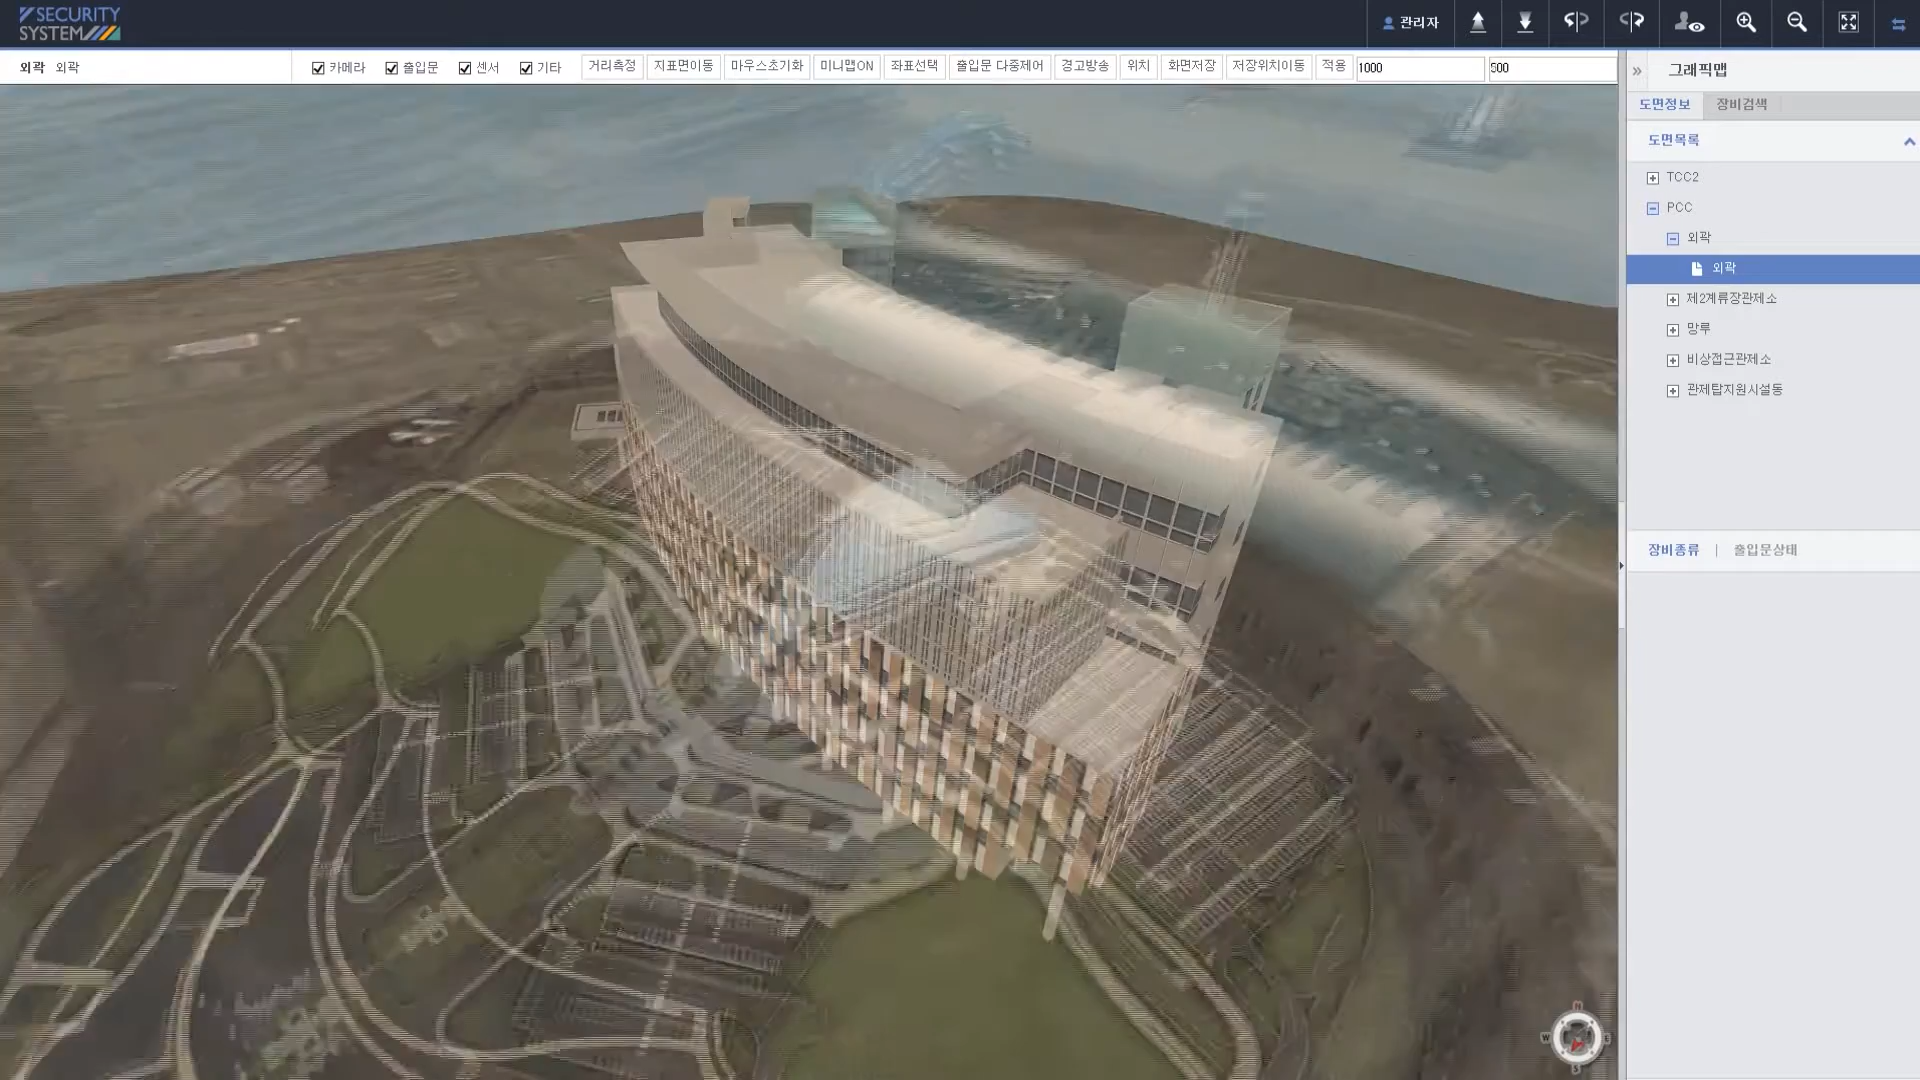 SECURITY
SYSTEM
관리자
외곽 외곽
카메라 출입문 센서 기타
거리측정 지표면이동 마우스초기화 미니맵ON 좌표선택 출입문 다중제어 경고방송 위치 화면저장 저장위치이동 적용 1000 500
그래픽맵
도면정보 장비검색
도면목록
TCC2
PCC
외곽
외곽
제2계류장관제소
망루
비상접근관제소
관제탑지원시설동
장비종류 | 출입문상태
N
W E
S